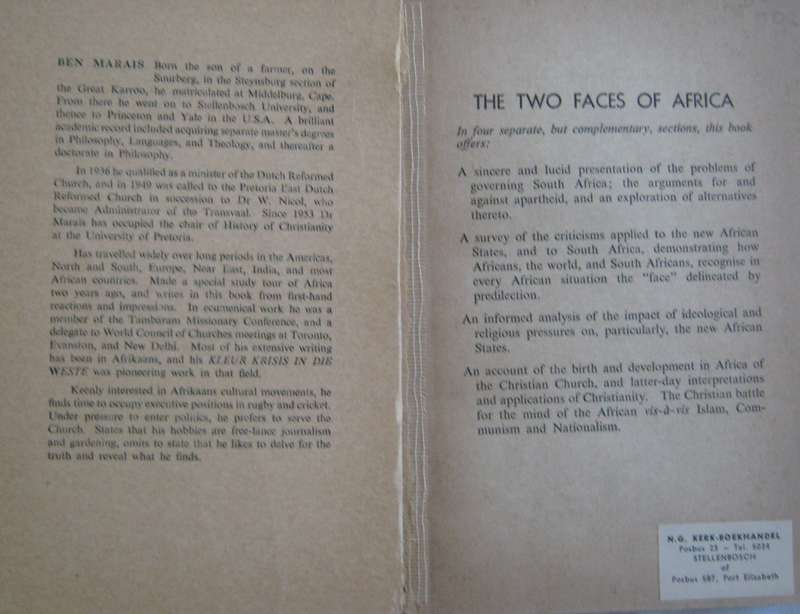 BEN MARAIS Born the son of a farmer, on the
Suurberg, in the Steynsburg section of
the Great Karroo, he matriculated at Middelburg, Cape.
From there he went on to Stellenbosch University, and
thence to Princeton and Yale in the U.S.A. A brilliant
academic record included acquiring separate master's degrees
in Philosophy, Languages, and Theology, and thereafter a
doctorate in Philosophy.
In 1936 he qualified as a minister of the Dutch Reformed
Church, and in 1949 was called to the Pretoria East Dutch
Reformed Church in succession to Dr W. Nicol, who
became Administrator of the Transvaal. Since 1953 Dr
Marais has occupied the chair of History of Christianity
at the University of Pretoria.
Has travelled widely over long periods in the Americas,
North and South, Europe, Near East, India, and most
African countries. Made a special study tour of Africa
two years ago, and writes in this book from first-hand
reactions and impressions. In ecumenical work he was a
member of the Tambaram Missionary Conference, and a
delegate to World Council of Churches meetings at Toronto,
Evanston, and New Delhi. Most of his extensive writing
has been in Afrikaans, and his KLEUR KRISIS IN DIE
WESTE was pioneering work in that field.
Keenly interested in Afrikaans cultural movements, he
finds time to occupy executive positions in rugby and cricket.
Under pressure to enter politics, he prefers to serve the
Church. States that his hobbies are free-lance journalism
and gardening, omits to state that he likes to delve for the
truth and reveal what he finds.
THE TWO FACES OF AFRICA
In four separate, but complementary, sections, this book
offers:
A sincere and lucid presentation of the problems of
governing South Africa; the arguments for and
against apartheid, and an exploration of alternatives
thereto.
A survey of the criticisms applied to the new African
States, and to South Africa, demonstrating how
Africans, the world, and South Africans, recognise in
every African situation the "face" delineated by
predilection.
An informed analysis of the impact of ideological and
religious pressures on, particularly, the new African
States.
An account of the birth and development in Africa of
the Christian Church, and latter-day interpretations
and applications of Christianity. The Christian battle
for the mind of the African vis-à-vis Islam, Com-
munism and Nationalism.
N.G. KERK-BOEKHANDEL
Posbus 23 – Tel. 5024
STELLENBOSCH
of
Posbus 687, Port Elizabeth